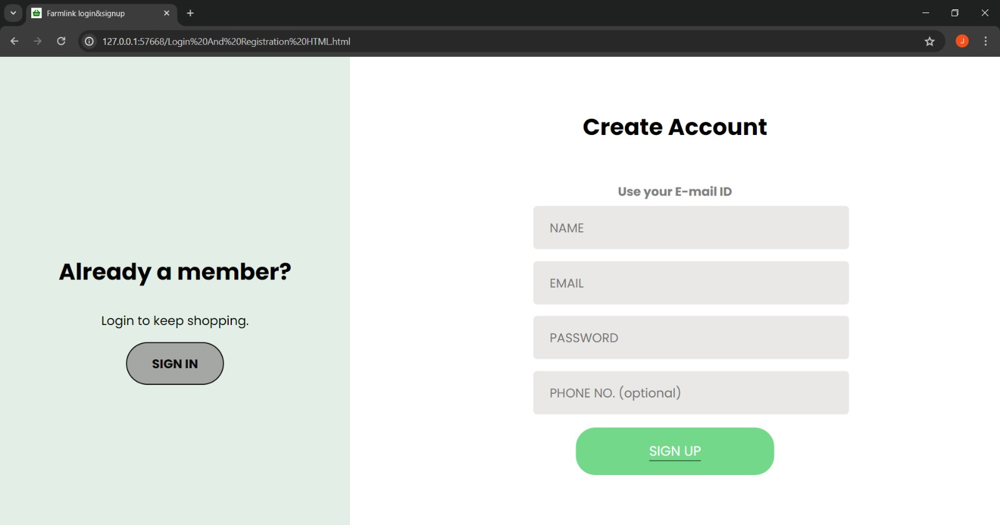 Farmlink login&signup
127.0.0.1:57668/Login%20And%20Registration%20HTML.html
J
Already a member?
Login to keep shopping.
SIGN IN
Create Account
Use your E-mail ID
NAME
EMAIL
PASSWORD
PHONE NO. (optional)
SIGN UP